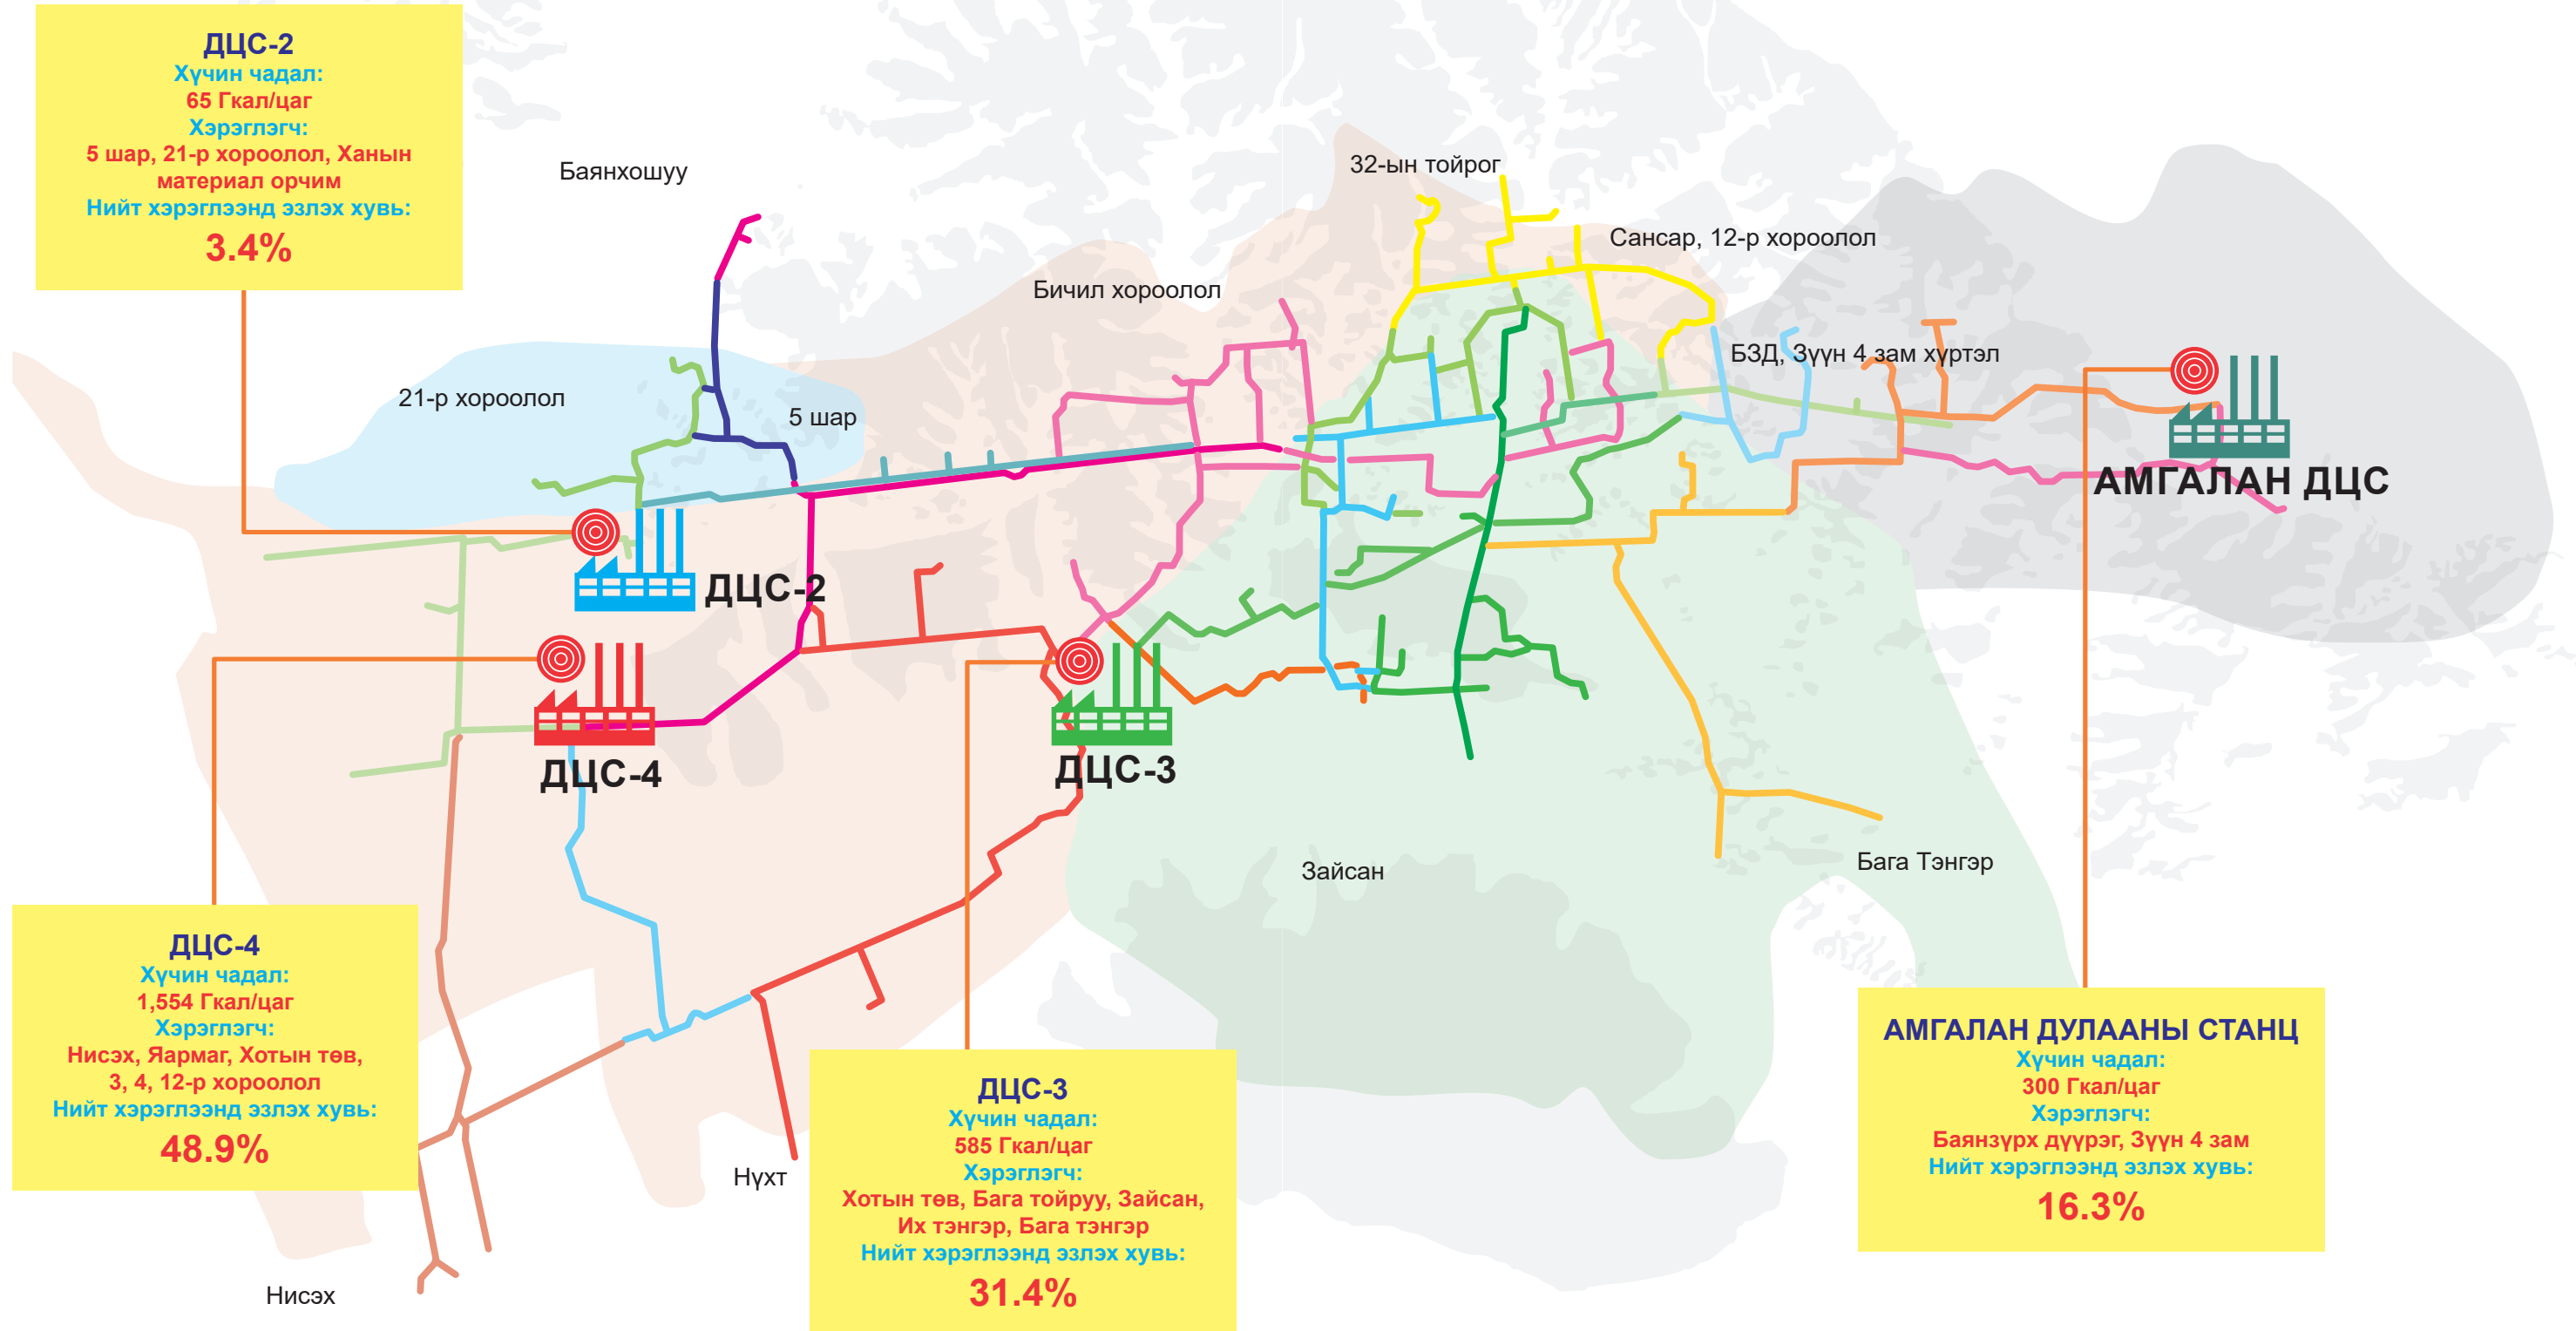 ДЦС-2
Хүчин чадал:
65 Гкал/цаг
Хэрэглэгч:
5 шар, 21-р хороолол, Ханын
материал орчим
Нийт хэрэглээнд эзлэх хувь:
3.4%
Баянхошуу
32-ын тойрог
Сансар, 12-р хороолол
Бичил хороолол
БЗД, Зүүн 4 зам хүртэл
21-р хороолол
5 шар
АМГАЛАН ДЦС
ДЦС-2
ДЦС-4
ДЦС-3
Зайсан
Бага Тэнгэр
ДЦС-4
Хүчин чадал:
1,554 Гкал/цаг
Хэрэглэгч:
Нисэх, Яармаг, Хотын төв,
3, 4, 12-р хороолол
Нийт хэрэглээнд эзлэх хувь:
48.9%
Нүхт
Нисэх
ДЦС-3
Хүчин чадал:
585 Гкал/цаг
Хэрэглэгч:
Хотын төв, Бага тойруу, Зайсан,
Их тэнгэр, Бага тэнгэр
Нийт хэрэглээнд эзлэх хувь:
31.4%
АМГАЛАН ДУЛААНЫ СТАНЦ
Хүчин чадал:
300 Гкал/цаг
Хэрэглэгч:
Баянзүрх дүүрэг, Зүүн 4 зам
Нийт хэрэглээнд эзлэх хувь:
16.3%